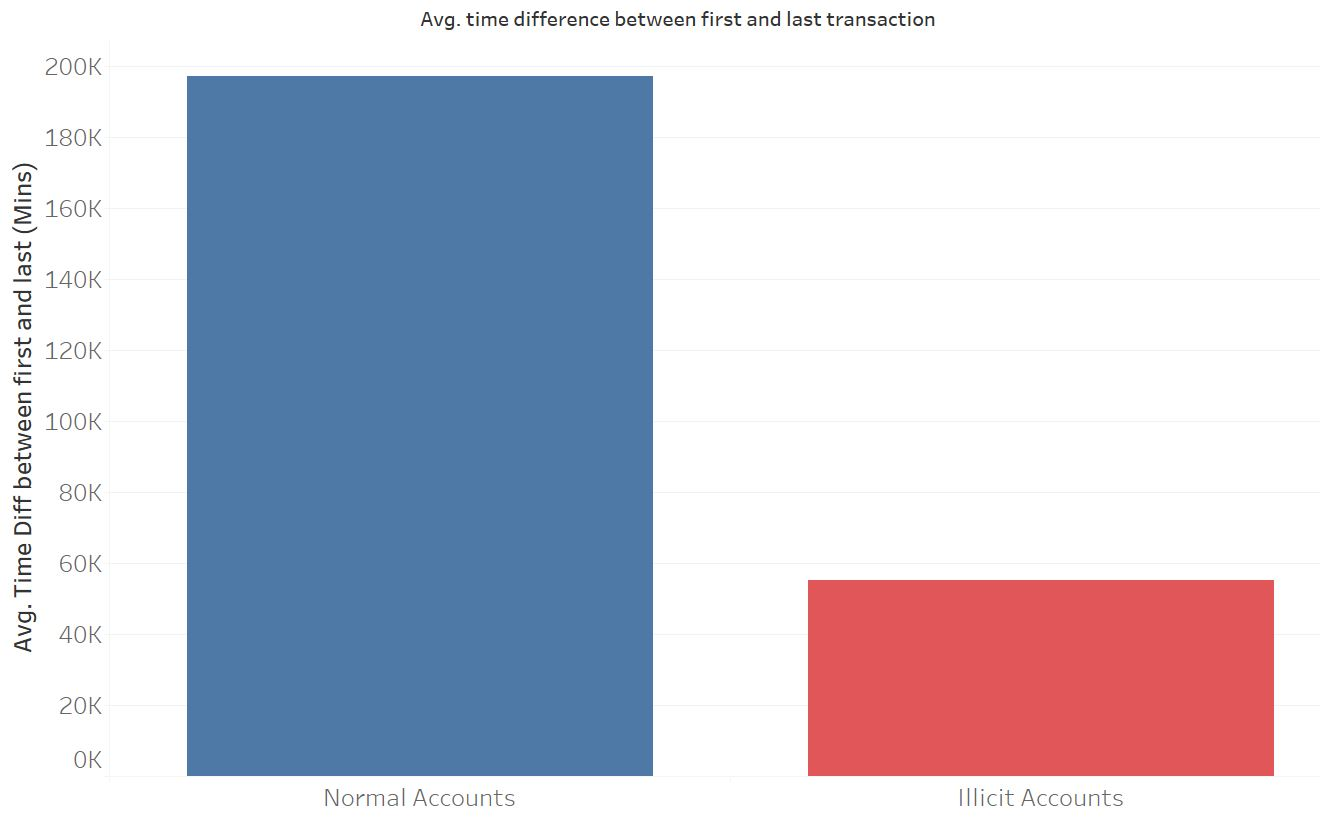 Avg. time difference between first and last transaction
Avg. Time Diff between first and last (Mins)
200K
180K
160K
140K
120K
100K
80K
60K
40K
20K
0K
Normal Accounts
Illicit Accounts